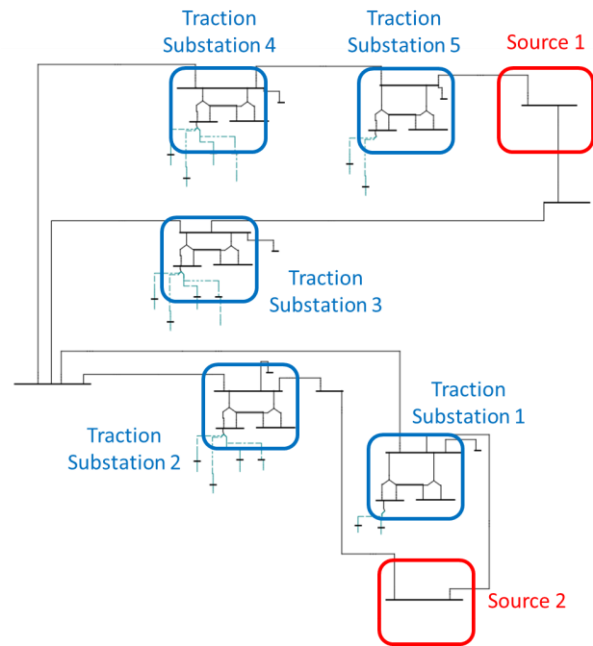 Traction
Substation 4
Traction
Substation 5
Source 1
Traction
Substation 3
Traction
Substation 1
Traction
Substation 2
Source 2